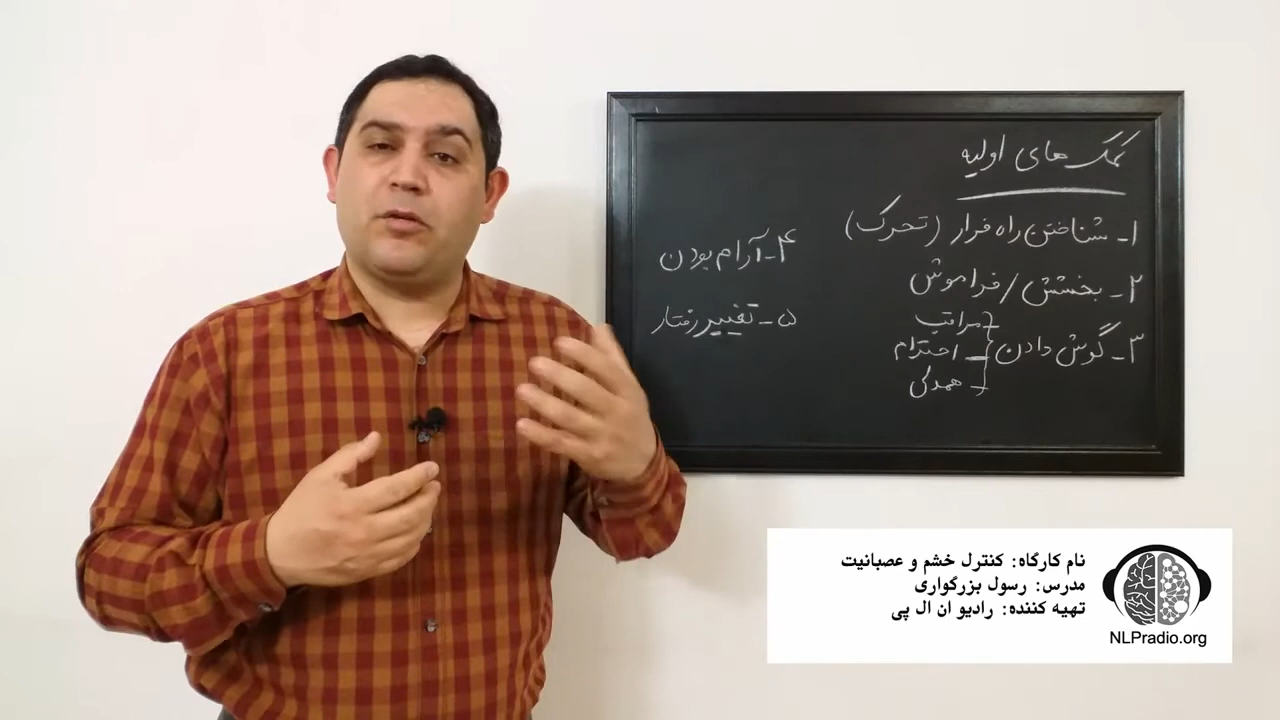 کمک‌های اولیه
۱- شناختن راه فرار (تحرک)
۲- بخشش / فراموش
۳- گوش دادن
- مراتب
- احترام
- همدلی
۴- آرام بودن
۵- تغییر رفتار
نام کارگاه: کنترل خشم و عصبانیت
مدرس: رسول بزرگواری
تهیه کننده: رادیو ان ال پی
NLPradio.org